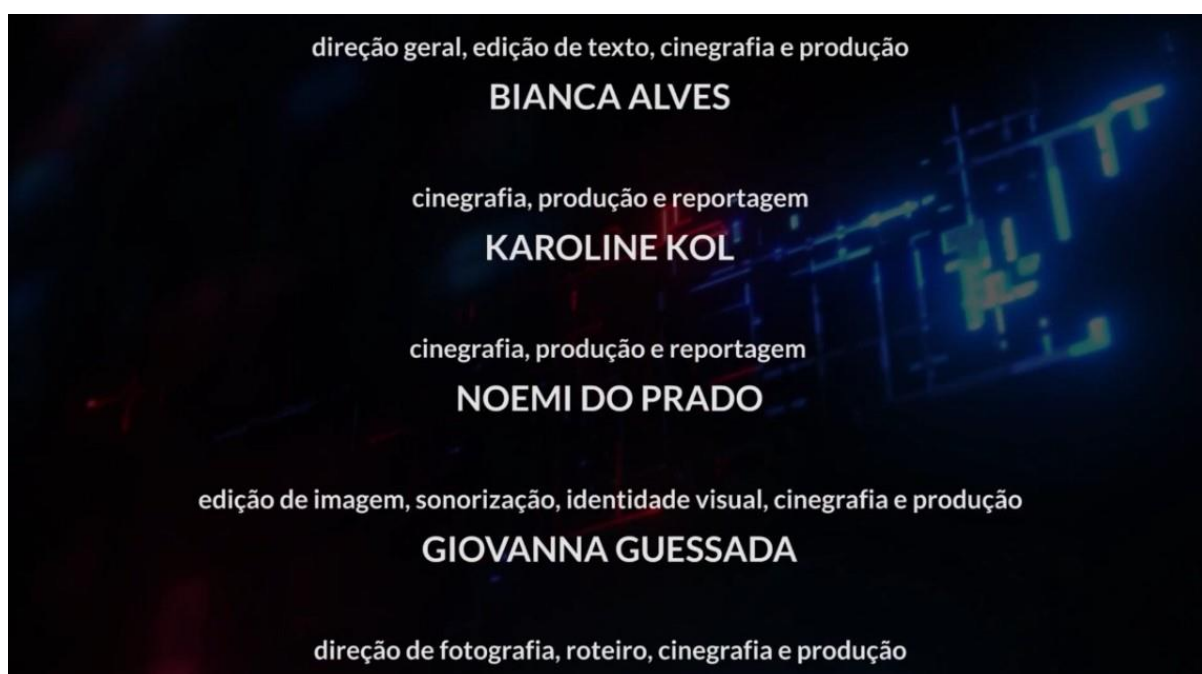 direção geral, edição de texto, cinegrafia e produção
BIANCA ALVES
cinegrafia, produção e reportagem
KAROLINE KOL
cinegrafia, produção e reportagem
NOEMI DO PRADO
edição de imagem, sonorização, identidade visual, cinegrafia e produção
GIOVANNA GUESSADA
direção de fotografia, roteiro, cinegrafia e produção